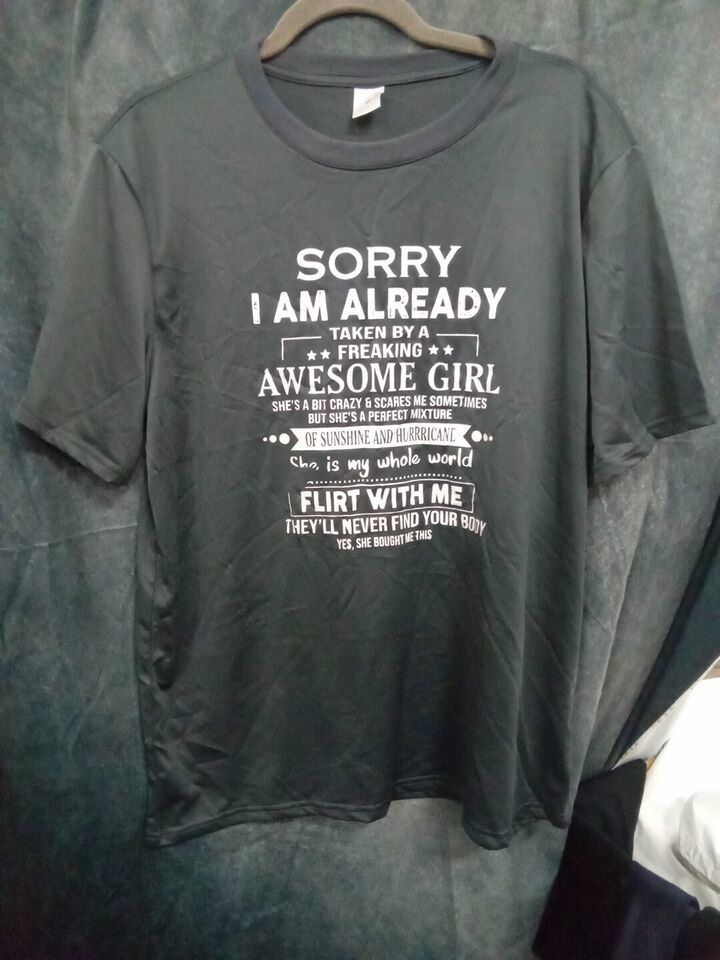 SORRY
I AM ALREADY
TAKEN BY A
FREAKING
AWESOME GIRL
SHE'S A BIT CRAZY & SCARES ME SOMETIMES
BUT SHE'S A PERFECT MIXTURE
OF SUNSHINE AND HURRRICANE
She, is my whole world
FLIRT WITH ME
THEY'LL NEVER FIND YOUR BODY
YES, SHE BOUGHT ME THIS